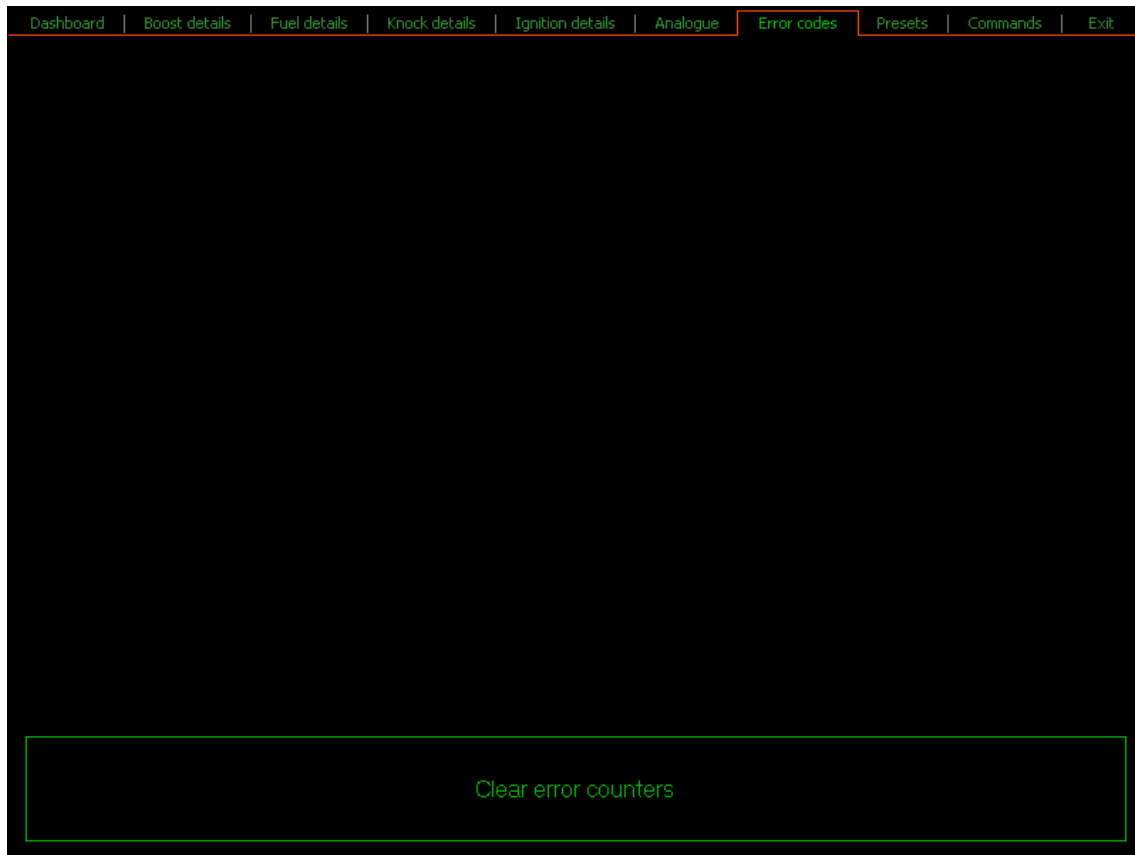 Dashboard | Boost details | Fuel details | Knock details | Ignition details | Analogue | Error codes | Presets | Commands | Exit
Clear error counters